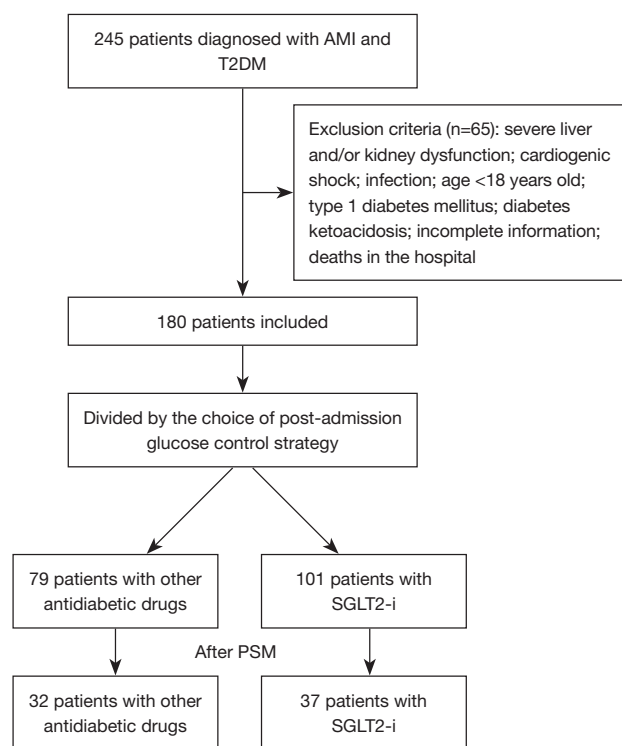 245 patients diagnosed with AMI and
T2DM
Exclusion criteria (n=65): severe liver
and/or kidney dysfunction; cardiogenic
shock; infection; age <18 years old;
type 1 diabetes mellitus; diabetes
ketoacidosis; incomplete information;
deaths in the hospital
180 patients included
Divided by the choice of post-admission
glucose control strategy
79 patients with other
antidiabetic drugs
101 patients with
SGLT2-i
After PSM
32 patients with other
antidiabetic drugs
37 patients with
SGLT2-i